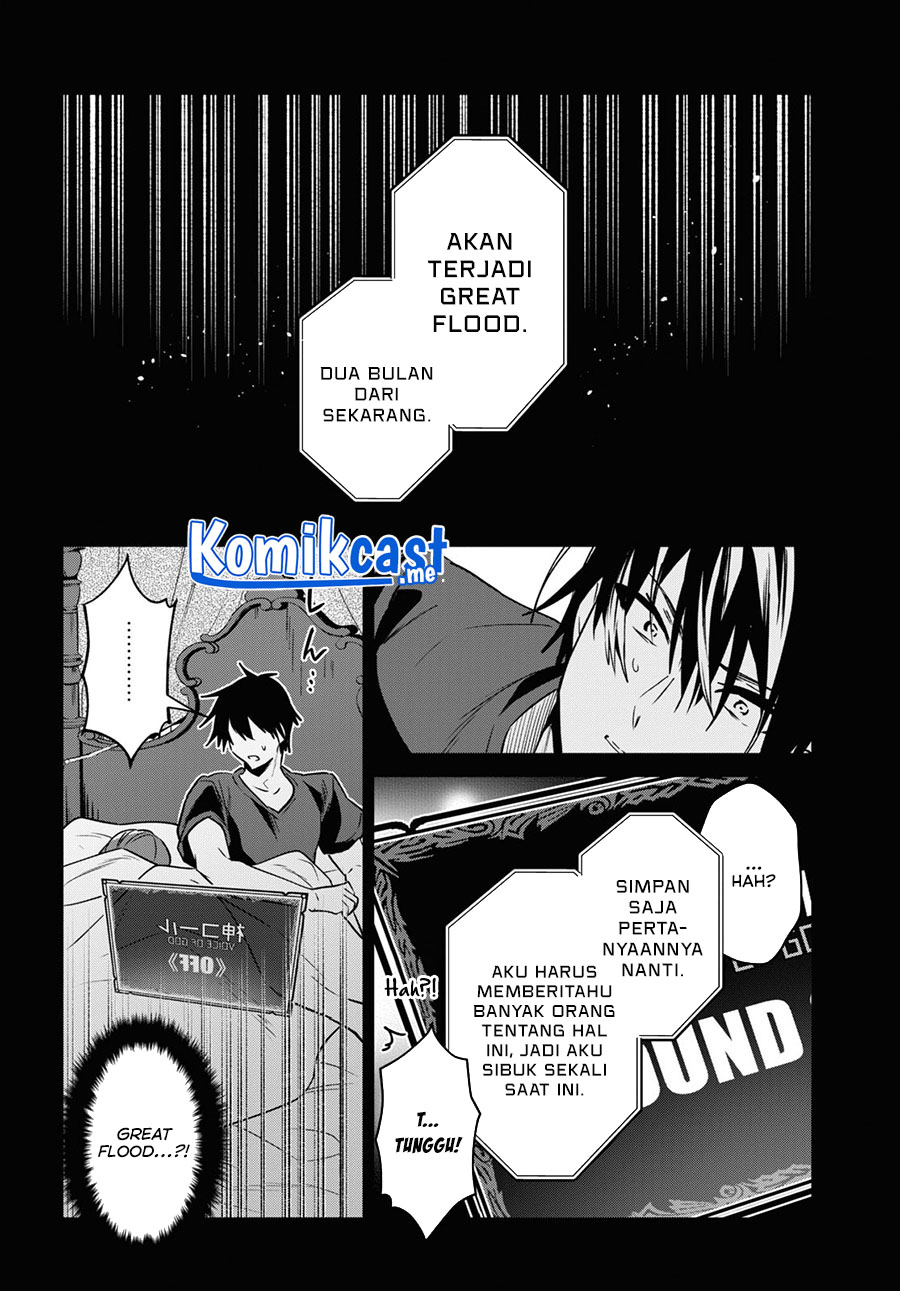 AKAN
TERJADI
GREAT
FLOOD.
DUA BULAN
DARI
SEKARANG.
Komikcast
.me
...
HAH?
SIMPAN
SAJA
PERTA-
NYAANNYA
NANTI.
AKU HARUS
MEMBERITAHU
BANYAK ORANG
TENTANG HAL
INI, JADI AKU
SIBUK SEKALI
SAAT INI.
OUND
Hah?!
T...
TUNGGU!
..........
ん...
神コール
VOICE OF GOD
《OFF》
GREAT
FLOOD...?!